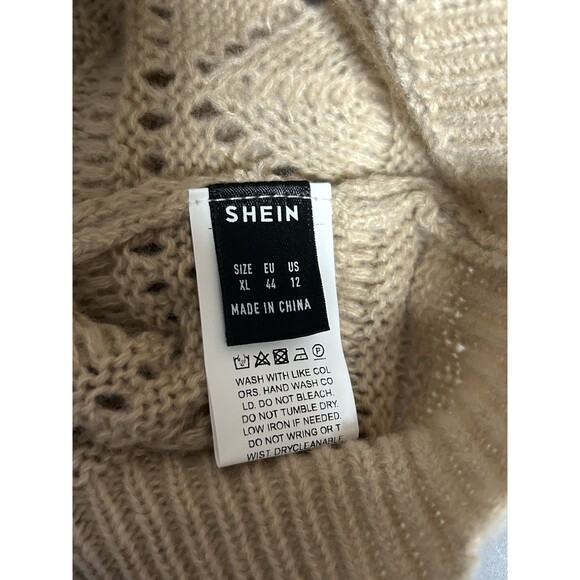 SHEIN
SIZE EU US
XL 44 12
MADE IN CHINA
P
WASH WITH LIKE COL
ORS. HAND WASH CO
LD. DO NOT BLEACH.
DO NOT TUMBLE DRY.
LOW IRON IF NEEDED.
DO NOT WRING OR T
WIST. DRYCLEANABLE